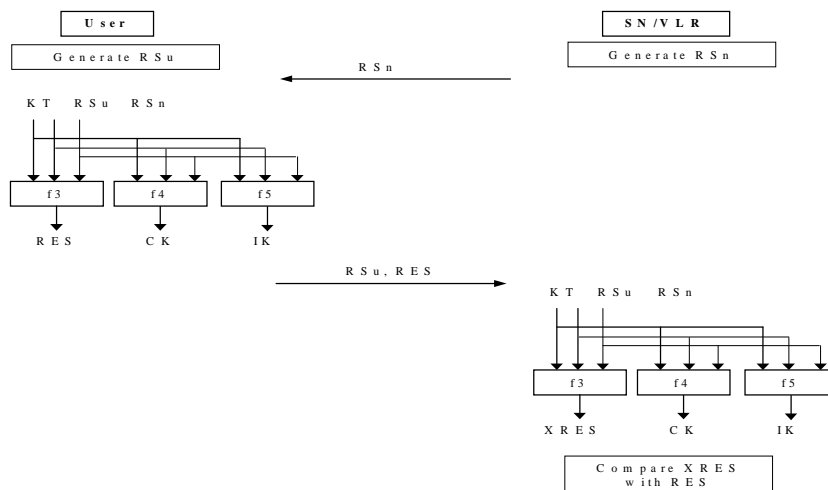 User
SN/VLR
Generate RSu
Generate RSn
RSn
KT RSu RSn
f3 f4 f5
RES CK IK
RSu, RES
KT RSu RSn
f3 f4 f5
XRES CK IK
Compare XRES
with RES